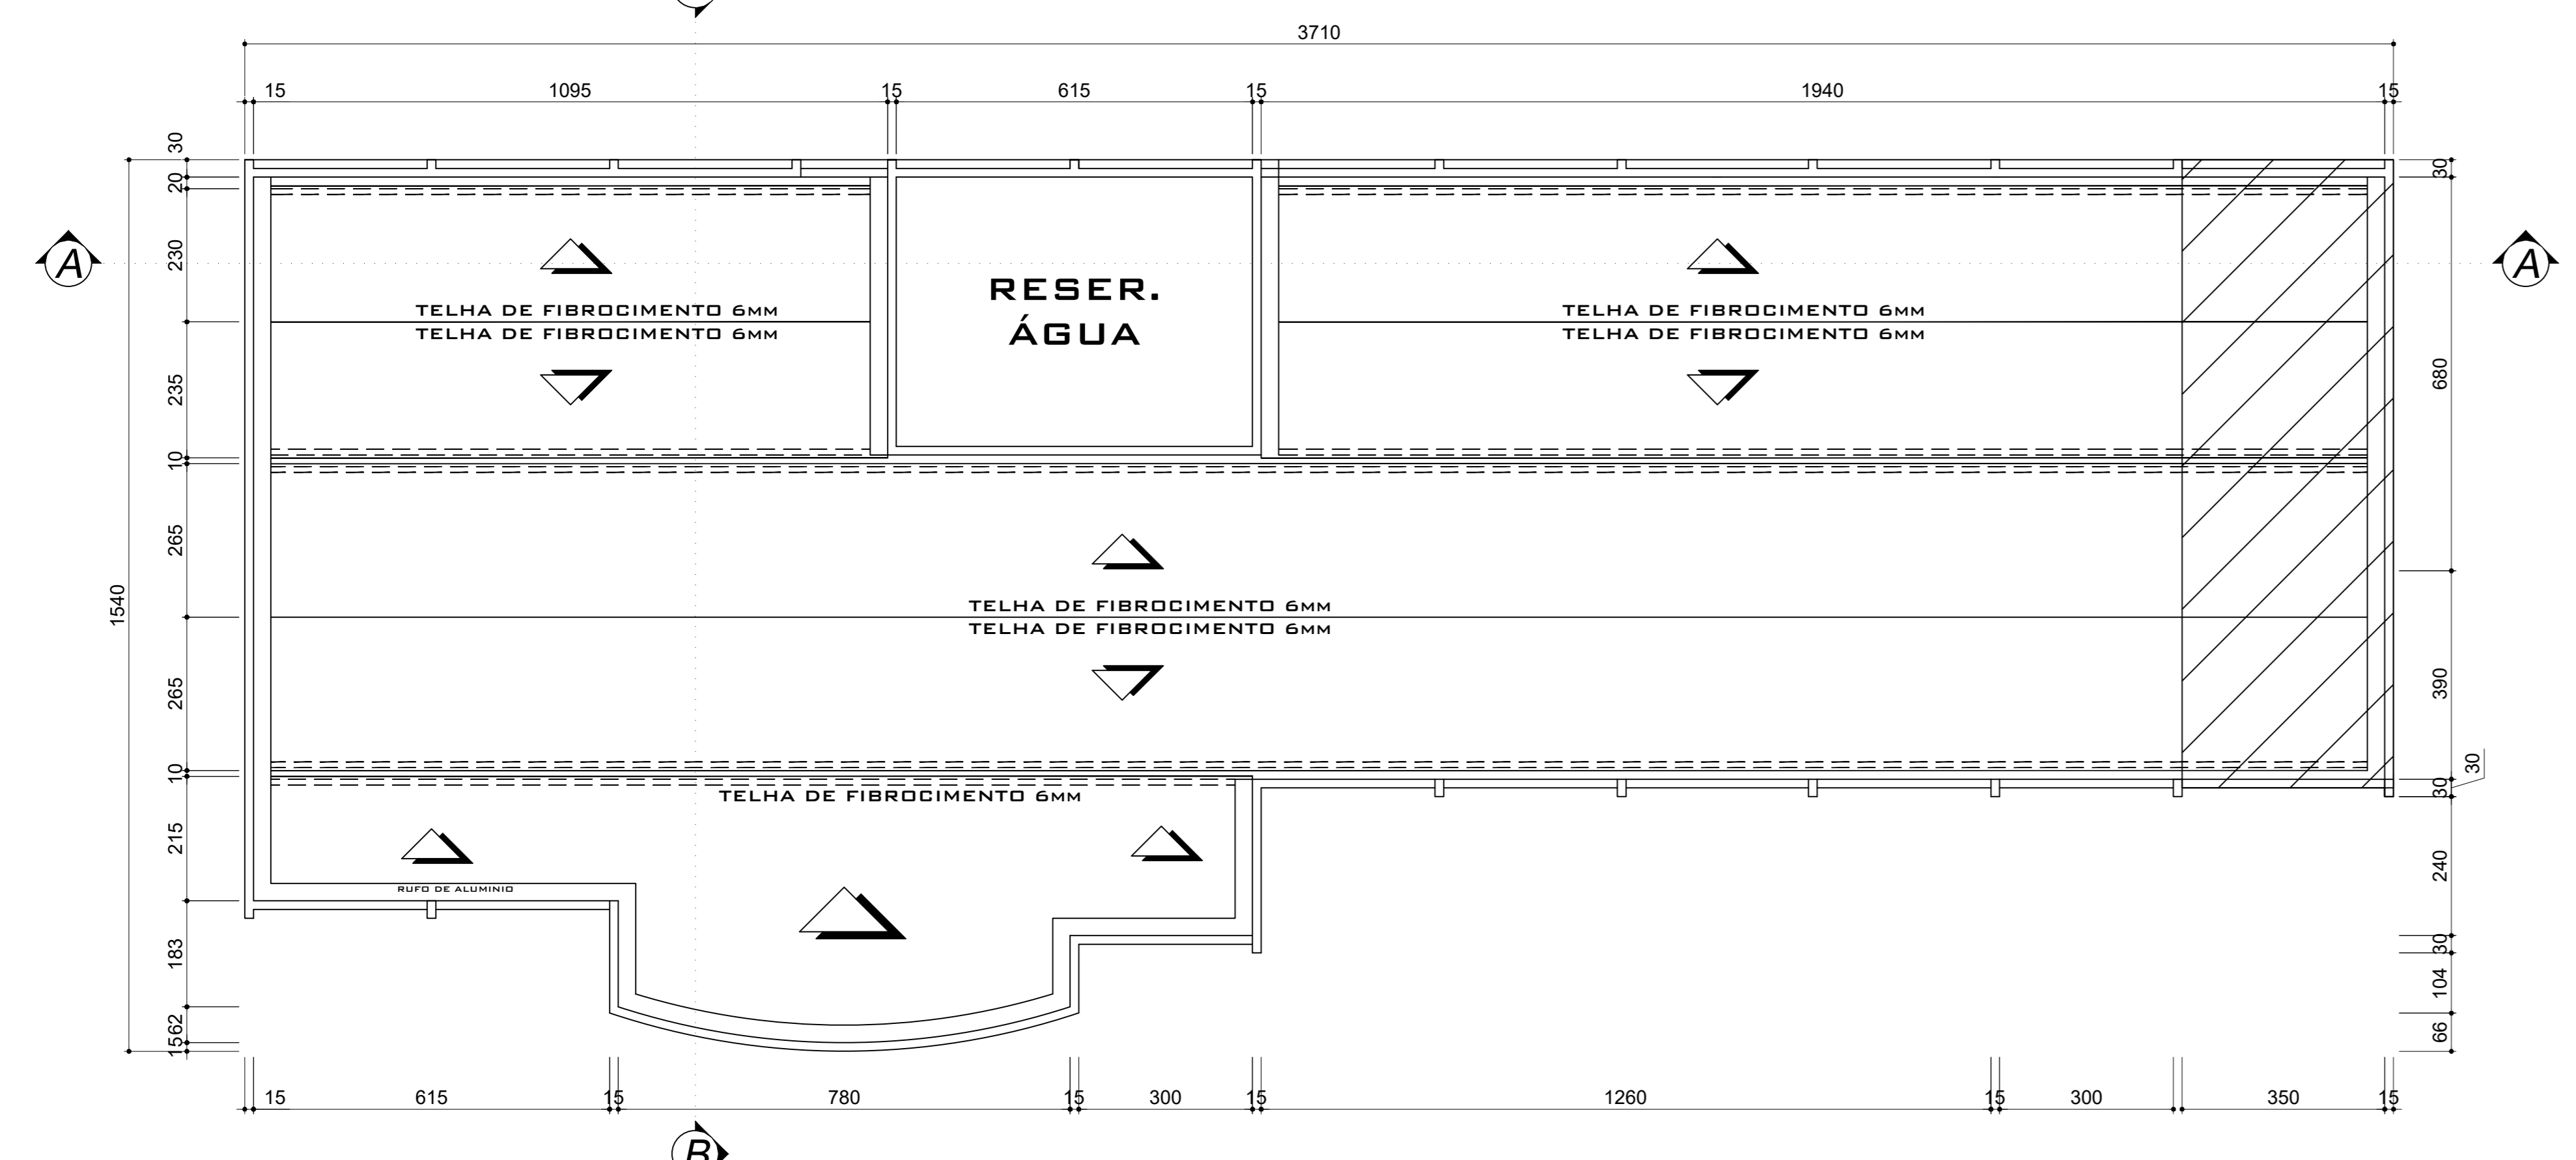 3710
15 1095 15 615 15 1940 15
30
20
230
235
10
265
265
10
215
183
62
15
1540
30
680
390
30
30
240
30
104
66
A
A
TELHA DE FIBROCIMENTO 6MM
TELHA DE FIBROCIMENTO 6MM
RESER.
ÁGUA
TELHA DE FIBROCIMENTO 6MM
TELHA DE FIBROCIMENTO 6MM
TELHA DE FIBROCIMENTO 6MM
TELHA DE FIBROCIMENTO 6MM
TELHA DE FIBROCIMENTO 6MM
RUFO DE ALUMINIO
15 615 15 780 15 300 15 1260 15 300 350 15
B